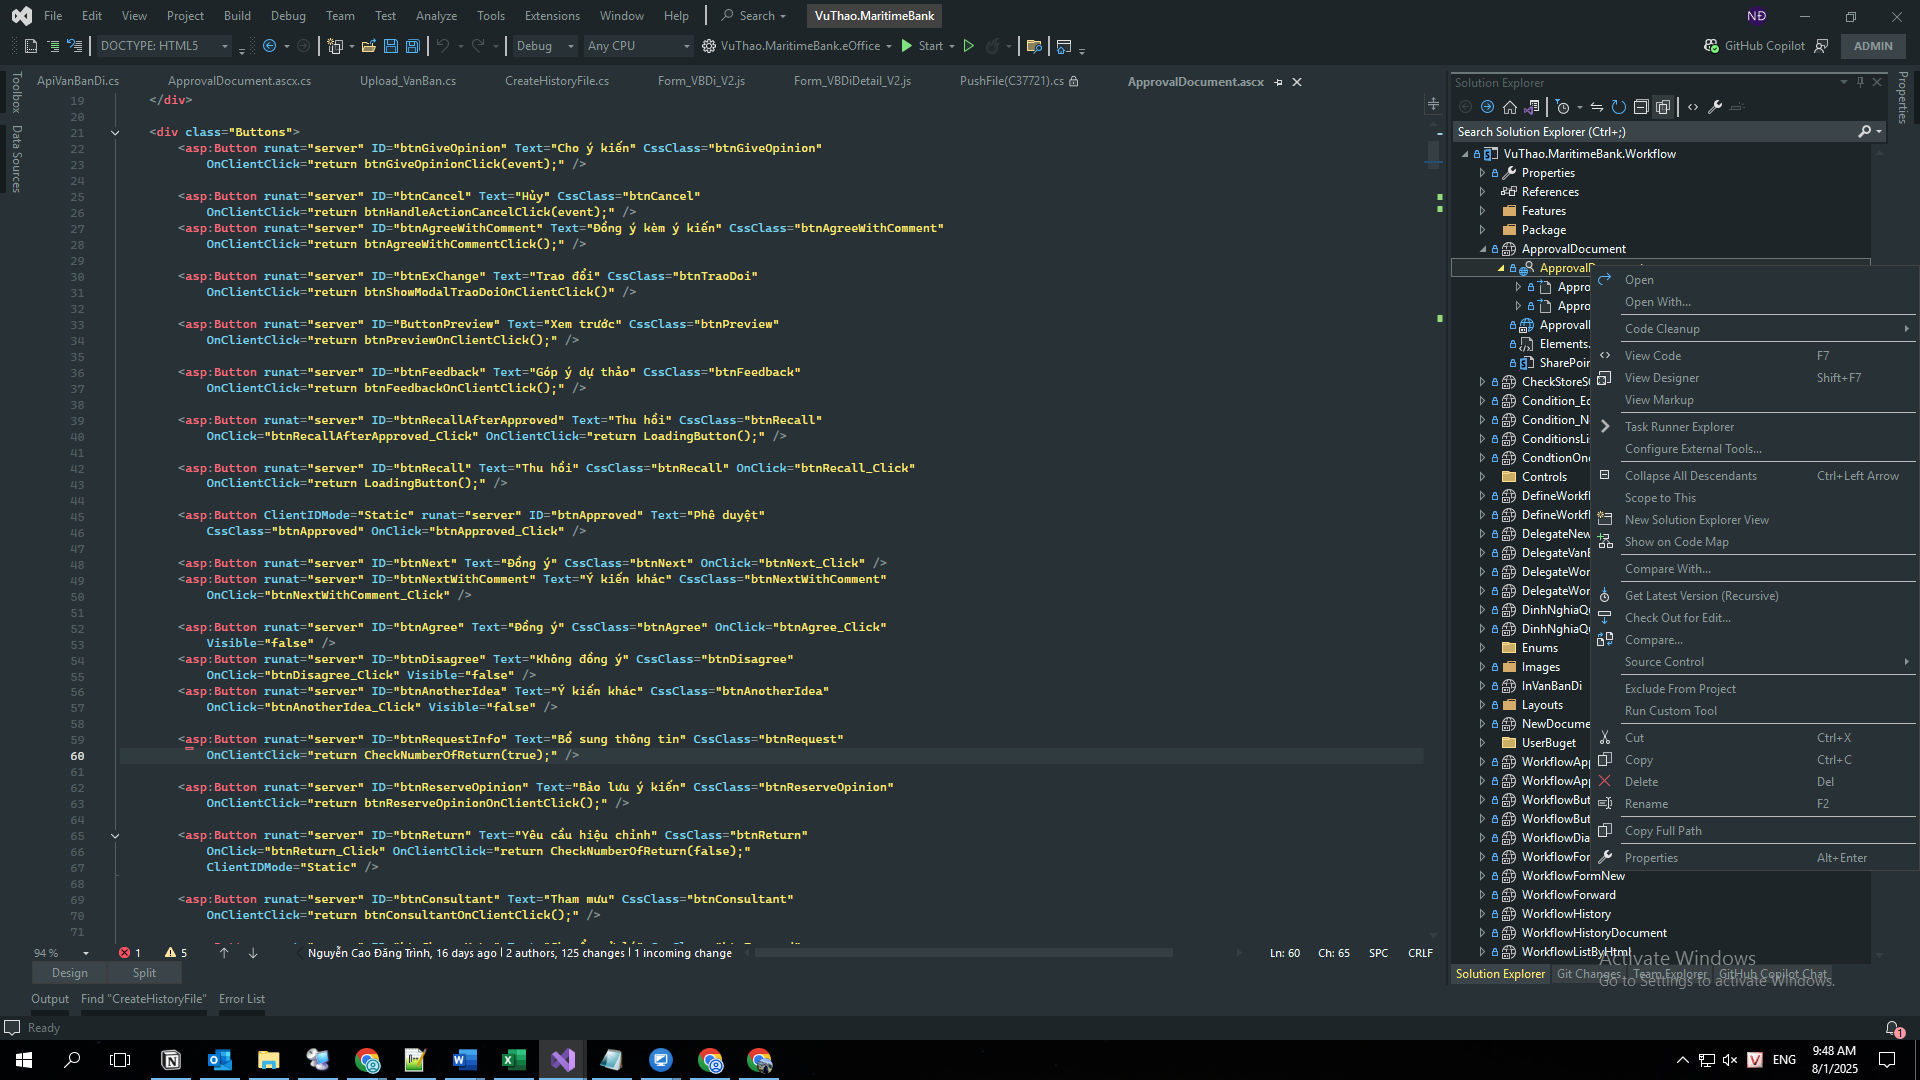 File Edit View Project Build Debug Team Test Analyze Tools Extensions Window Help Search VuThao.MaritimeBank NĐ
DOCTYPE: HTML5 Debug Any CPU VuThao.MaritimeBank.eOffice Start GitHub Copilot ADMIN
ApiVanBanDi.cs ApprovalDocument.ascx.cs Upload_VanBan.cs CreateHistoryFile.cs Form_VBDi_V2.js Form_VBDiDetail_V2.js PushFile(C37721).cs ApprovalDocument.ascx
Toolbox
Data Sources
19 </div>
20
21 <div class="Buttons">
22 <asp:Button runat="server" ID="btnGiveOpinion" Text="Cho ý kiến" CssClass="btnGiveOpinion"
23 OnClientClick="return btnGiveOpinionClick(event);" />
24
25 <asp:Button runat="server" ID="btnCancel" Text="Hủy" CssClass="btnCancel"
26 OnClientClick="return btnHandleActionCancelClick(event);" />
27 <asp:Button runat="server" ID="btnAgreeWithComment" Text="Đồng ý kèm ý kiến" CssClass="btnAgreeWithComment"
28 OnClientClick="return btnAgreeWithCommentClick();" />
29
30 <asp:Button runat="server" ID="btnExChange" Text="Trao đổi" CssClass="btnTraoDoi"
31 OnClientClick="return btnShowModalTraoDoiOnClientClick()" />
32
33 <asp:Button runat="server" ID="ButtonPreview" Text="Xem trước" CssClass="btnPreview"
34 OnClientClick="return btnPreviewOnClientClick();" />
35
36 <asp:Button runat="server" ID="btnFeedback" Text="Góp ý dự thảo" CssClass="btnFeedback"
37 OnClientClick="return btnFeedbackOnClientClick();" />
38
39 <asp:Button runat="server" ID="btnRecallAfterApproved" Text="Thu hồi" CssClass="btnRecall"
40 OnClick="btnRecallAfterApproved_Click" OnClientClick="return LoadingButton();" />
41
42 <asp:Button runat="server" ID="btnRecall" Text="Thu hồi" CssClass="btnRecall" OnClick="btnRecall_Click"
43 OnClientClick="return LoadingButton();" />
44
45 <asp:Button ClientIDMode="Static" runat="server" ID="btnApproved" Text="Phê duyệt"
46 CssClass="btnApproved" OnClick="btnApproved_Click" />
47
48 <asp:Button runat="server" ID="btnNext" Text="Đồng ý" CssClass="btnNext" OnClick="btnNext_Click" />
49 <asp:Button runat="server" ID="btnNextWithComment" Text="Ý kiến khác" CssClass="btnNextWithComment"
50 OnClick="btnNextWithComment_Click" />
51
52 <asp:Button runat="server" ID="btnAgree" Text="Đồng ý" CssClass="btnAgree" OnClick="btnAgree_Click"
53 Visible="false" />
54 <asp:Button runat="server" ID="btnDisagree" Text="Không đồng ý" CssClass="btnDisagree"
55 OnClick="btnDisagree_Click" Visible="false" />
56 <asp:Button runat="server" ID="btnAnotherIdea" Text="Ý kiến khác" CssClass="btnAnotherIdea"
57 OnClick="btnAnotherIdea_Click" Visible="false" />
58
59 <asp:Button runat="server" ID="btnRequestInfo" Text="Bổ sung thông tin" CssClass="btnRequest"
60 OnClientClick="return CheckNumberOfReturn(true);" />
61
62 <asp:Button runat="server" ID="btnReserveOpinion" Text="Bảo lưu ý kiến" CssClass="btnReserveOpinion"
63 OnClientClick="return btnReserveOpinionOnClientClick();" />
64
65 <asp:Button runat="server" ID="btnReturn" Text="Yêu cầu hiệu chỉnh" CssClass="btnReturn"
66 OnClick="btnReturn_Click" OnClientClick="return CheckNumberOfReturn(false);"
67 ClientIDMode="Static" />
68
69 <asp:Button runat="server" ID="btnConsultant" Text="Tham mưu" CssClass="btnConsultant"
70 OnClientClick="return btnConsultantOnClientClick();" />
71
94 % 1 5 Nguyễn Cao Đăng Trình, 16 days ago | 2 authors, 125 changes | 1 incoming change Ln: 60 Ch: 65 SPC CRLF
Design Split
Output Find "CreateHistoryFile" Error List
Ready
Solution Explorer
Properties
Search Solution Explorer (Ctrl+;)
VuThao.MaritimeBank.Workflow
Properties
References
Features
Package
ApprovalDocument
ApprovalD
Appro
Appro
Approval
Elements.
SharePoin
CheckStoreS
Condition_Ed
Condition_N
ConditionsLis
CondtionOne
Controls
DefineWorkfl
DefineWorkfl
DelegateNew
DelegateVanB
DelegateWor
DelegateWor
DinhNghiaQu
DinhNghiaQu
Enums
Images
InVanBanDi
Layouts
NewDocume
UserBuget
WorkflowApp
WorkflowApp
WorkflowBut
WorkflowBut
WorkflowDia
WorkflowFor
WorkflowFormNew
WorkflowForward
WorkflowHistory
WorkflowHistoryDocument
WorkflowListByHtml
Open
Open With...
Code Cleanup
View Code F7
View Designer Shift+F7
View Markup
Task Runner Explorer
Configure External Tools...
Collapse All Descendants Ctrl+Left Arrow
Scope to This
New Solution Explorer View
Show on Code Map
Compare With...
Get Latest Version (Recursive)
Check Out for Edit...
Compare...
Source Control
Exclude From Project
Run Custom Tool
Cut Ctrl+X
Copy Ctrl+C
Delete Del
Rename F2
Copy Full Path
Properties Alt+Enter
Activate Windows
Go to Settings to activate Windows.
Solution Explorer Git Changes Team Explorer GitHub Copilot Chat
1
ENG
9:48 AM
8/1/2025